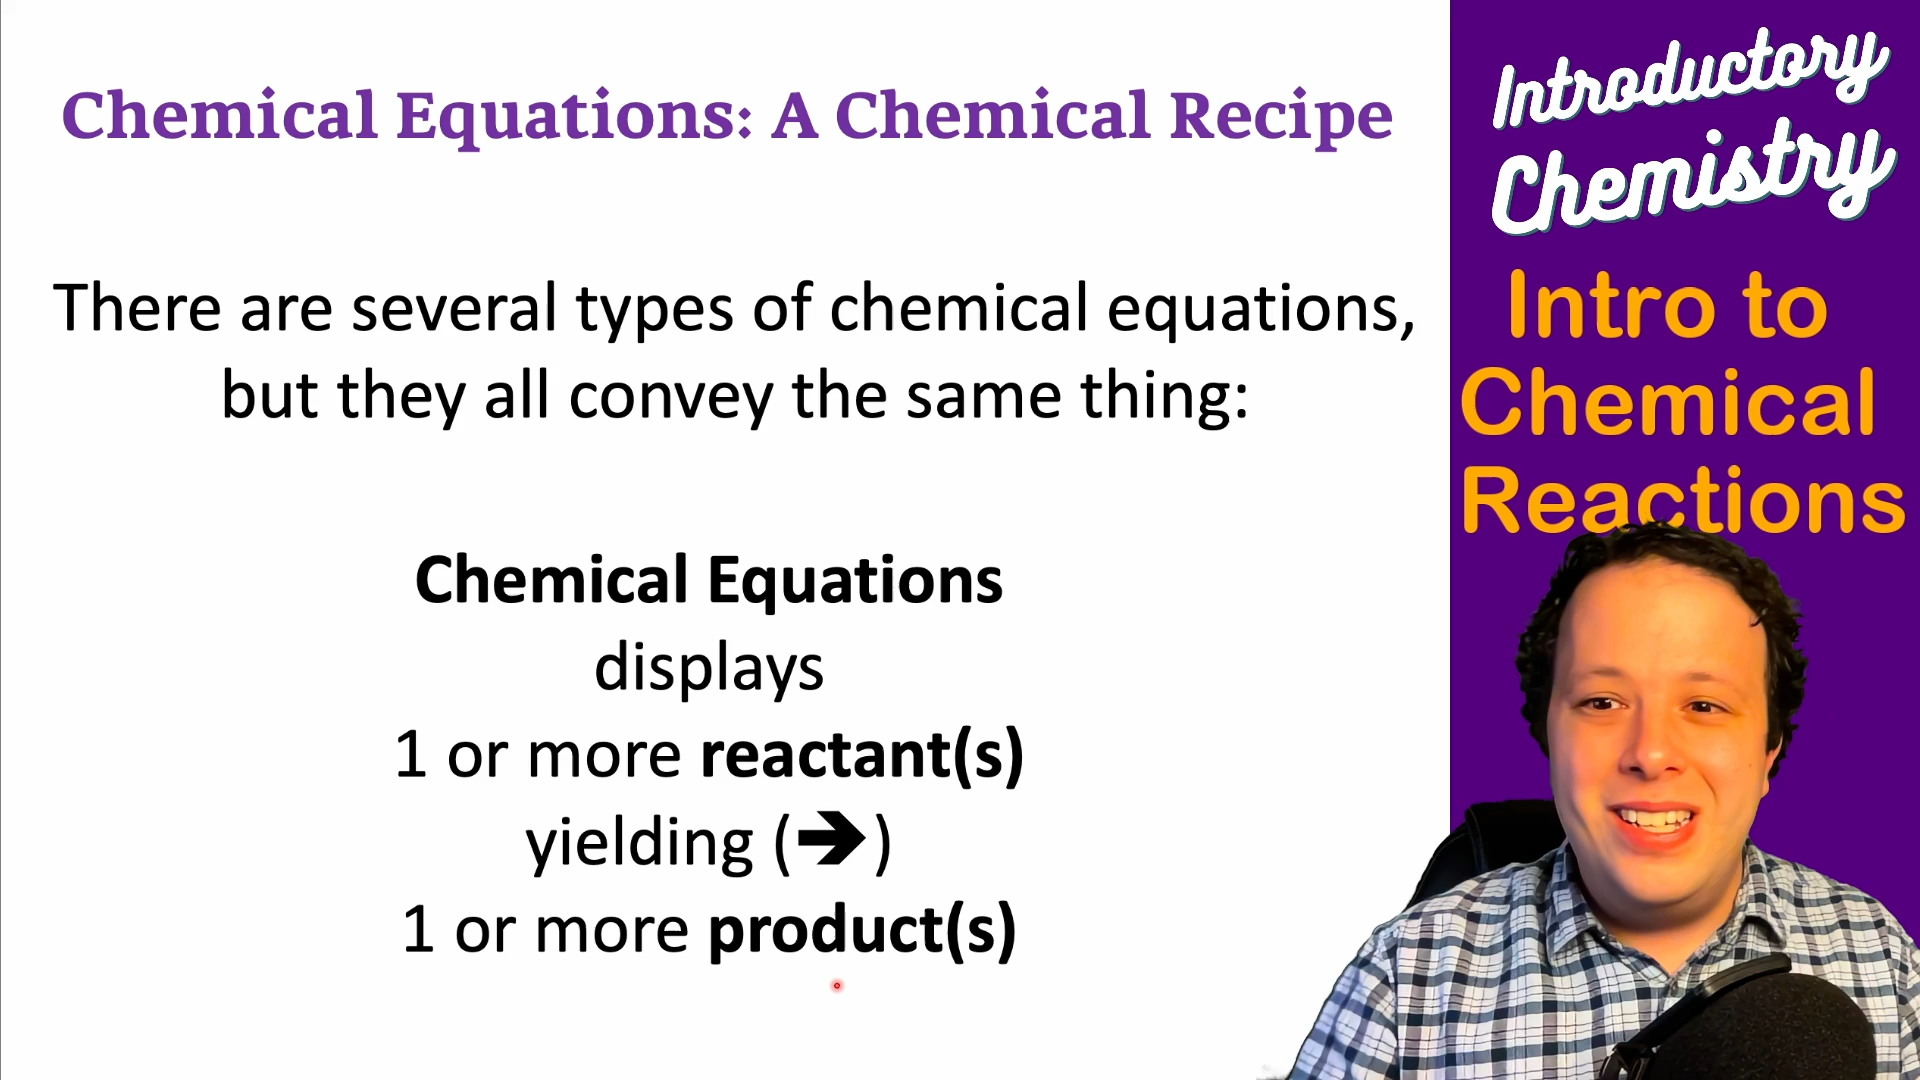 Chemical Equations: A Chemical Recipe
There are several types of chemical equations,
but they all convey the same thing:
Chemical Equations
displays
1 or more reactant(s)
yielding (➔)
1 or more product(s)
Introductory
Chemistry
Intro to
Chemical
Reactions